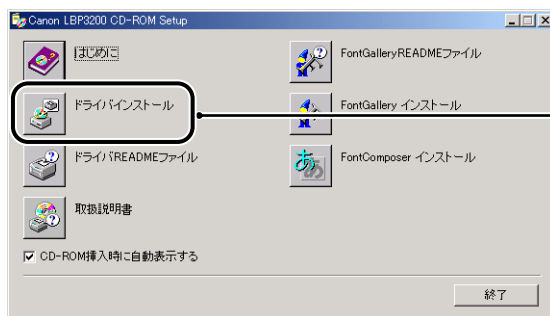 Canon LBP3200 CD-ROM Setup
はじめに
ドライバインストール
ドライバREADMEファイル
取扱説明書
FontGalleryREADMEファイル
FontGallery インストール
FontComposer インストール
CD-ROM挿入時に自動表示する
終了